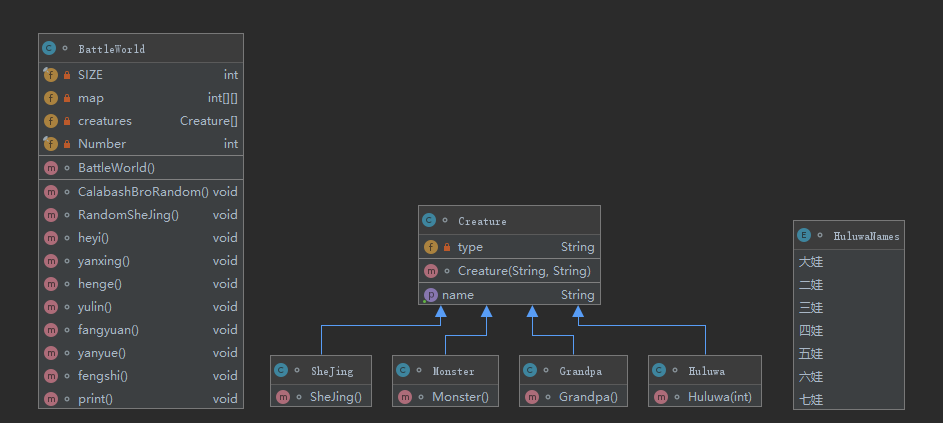 BattleWorld
SIZE int
map int[][]
creatures Creature[]
Number int
BattleWorld()
CalabashBroRandom() void
RandomSheJing() void
heyi() void
yanxing() void
henge() void
yulin() void
fangyuan() void
yanyue() void
fengshi() void
print() void
Creature
type String
Creature(String, String)
name String
SheJing
SheJing()
Monster
Monster()
Grandpa
Grandpa()
Huluwa
Huluwa(int)
HuluwaNames
大娃
二娃
三娃
四娃
五娃
六娃
七娃